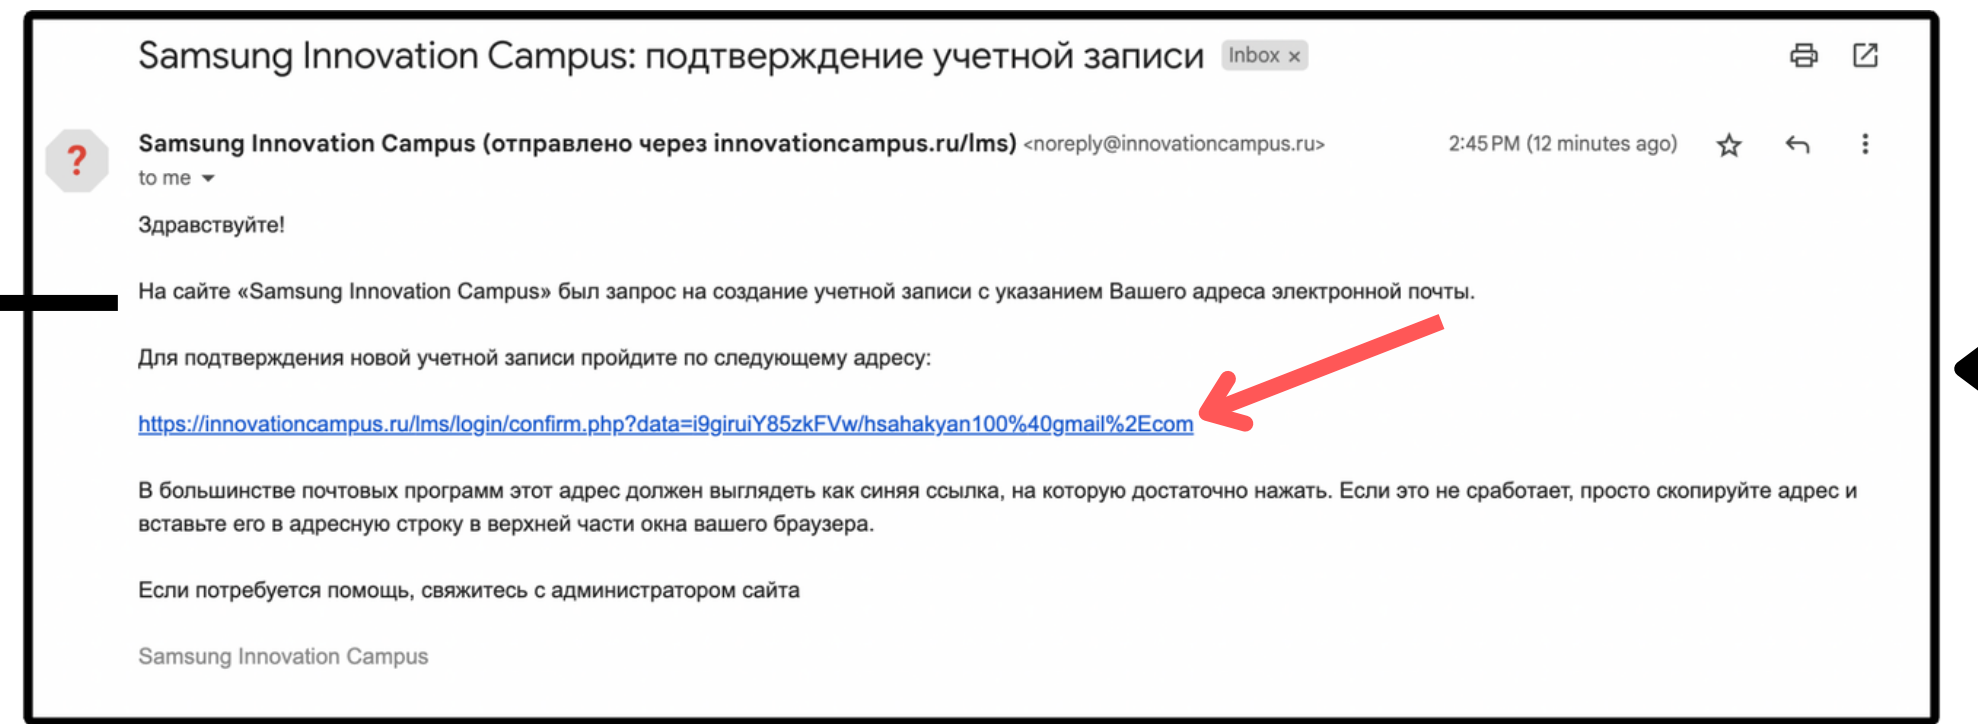 Samsung Innovation Campus: подтверждение учетной записи Inbox ×
Samsung Innovation Campus (отправлено через innovationcampus.ru/lms) <noreply@innovationcampus.ru> 2:45 PM (12 minutes ago)
to me
Здравствуйте!
На сайте «Samsung Innovation Campus» был запрос на создание учетной записи с указанием Вашего адреса электронной почты.
Для подтверждения новой учетной записи пройдите по следующему адресу:
https://innovationcampus.ru/lms/login/confirm.php?data=i9giruiY85zkFVw/hsahakyan100%40gmail%2Ecom
В большинстве почтовых программ этот адрес должен выглядеть как синяя ссылка, на которую достаточно нажать. Если это не сработает, просто скопируйте адрес и
вставьте его в адресную строку в верхней части окна вашего браузера.
Если потребуется помощь, свяжитесь с администратором сайта
Samsung Innovation Campus